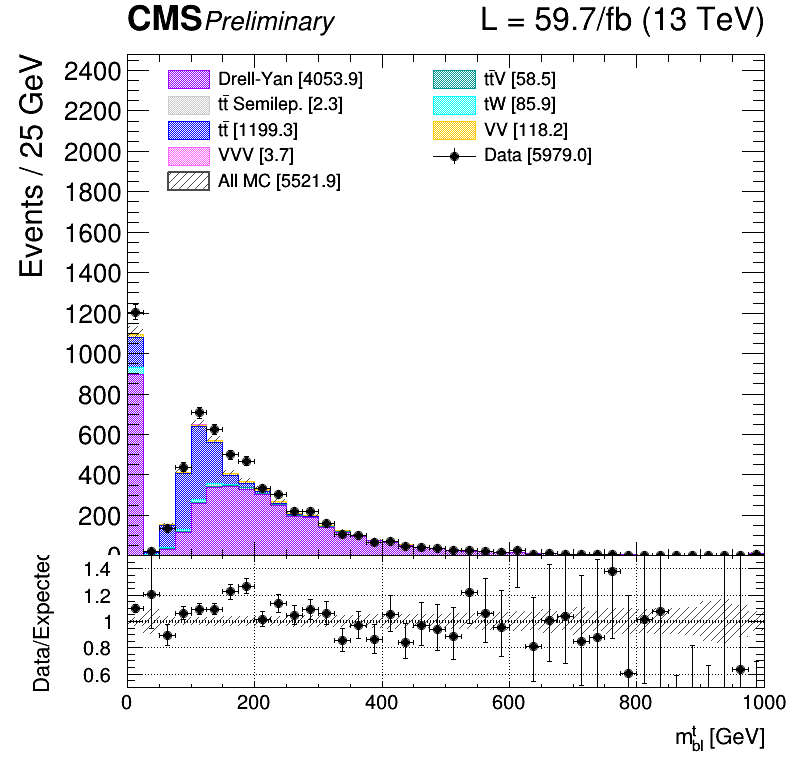 CMS Preliminary L = 59.7/fb (13 TeV)
Events / 25 GeV
2400
2200
2000
1800
1600
1400
1200
1000
800
600
400
200
0
Drell-Yan [4053.9]
tt̄ Semilep. [2.3]
tt̄ [1199.3]
VVV [3.7]
All MC [5521.9]
tt̄V [58.5]
tW [85.9]
VV [118.2]
Data [5979.0]
Data/Expected
1.4
1.2
1
0.8
0.6
0 200 400 600 800 1000
m^t_bl [GeV]